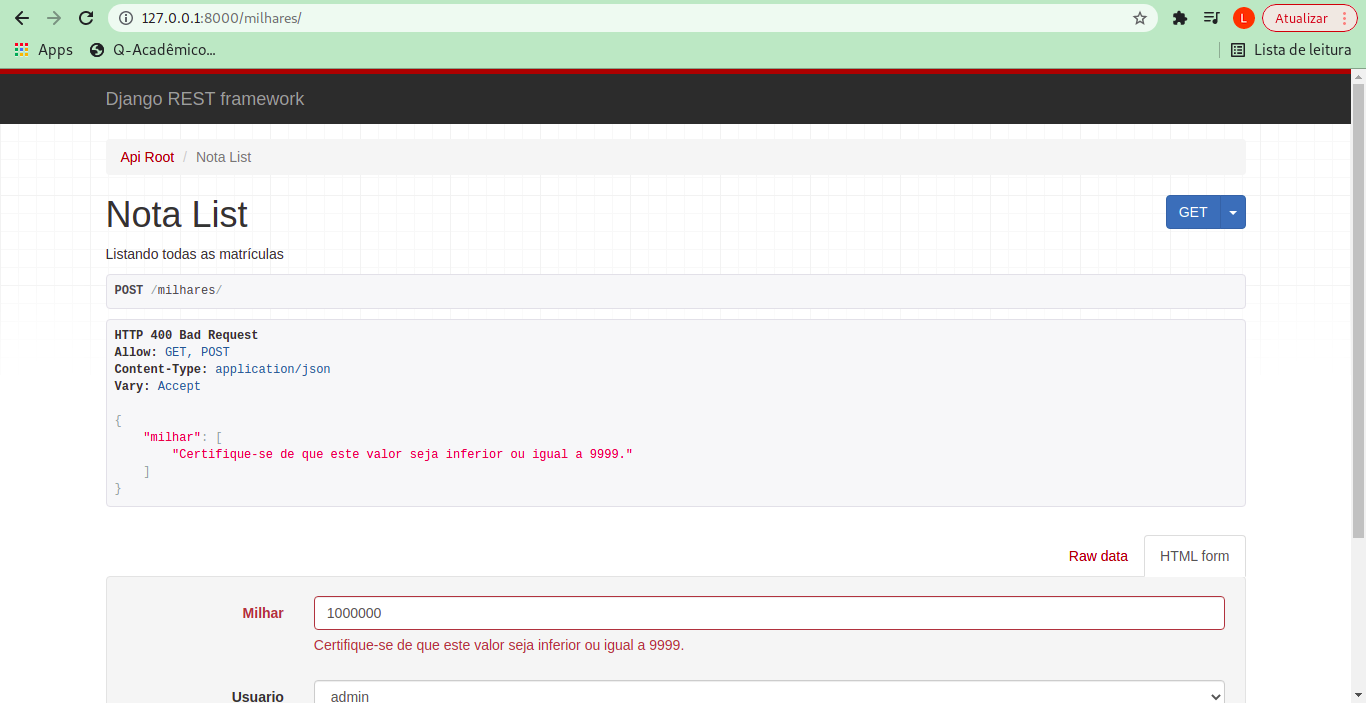 127.0.0.1:8000/milhares/
L
Atualizar
Apps
Q-Acadêmico...
Lista de leitura
Django REST framework
Api Root / Nota List
Nota List
GET
Listando todas as matrículas
POST /milhares/
HTTP 400 Bad Request
Allow: GET, POST
Content-Type: application/json
Vary: Accept
{
"milhar": [
"Certifique-se de que este valor seja inferior ou igual a 9999."
]
}
Raw data
HTML form
Milhar
1000000
Certifique-se de que este valor seja inferior ou igual a 9999.
Usuario
admin